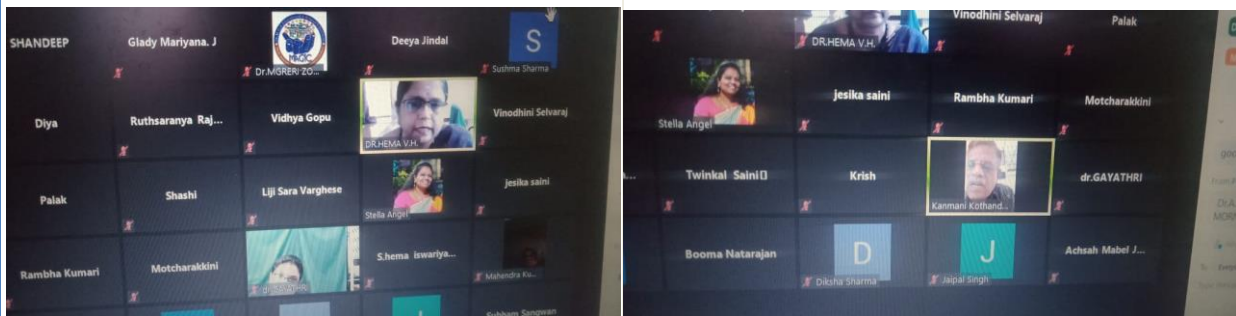 SHANDEEP
Glady Mariyana. J
Dr.MGRERI ZO...
Deeya Jindal
S
Sushma Sharma
Diya
Ruthsaranya Raj...
Vidhya Gopu
DR.HEMA V.H.
Vinodhini Selvaraj
Palak
Shashi
Liji Sara Varghese
Stella Angel
jesika saini
Rambha Kumari
Motcharakkini
S.hema iswariya...
Mahendra Ku...
Subham Sangwan
DR.HEMA V.H.
Vinodhini Selvaraj
Palak
Stella Angel
jesika saini
Rambha Kumari
Motcharakkini
Twinkal Saini
Krish
Kanmani Kothand...
dr.GAYATHRI
Booma Natarajan
D
Diksha Sharma
J
Jaipal Singh
Achsah Mabel J...